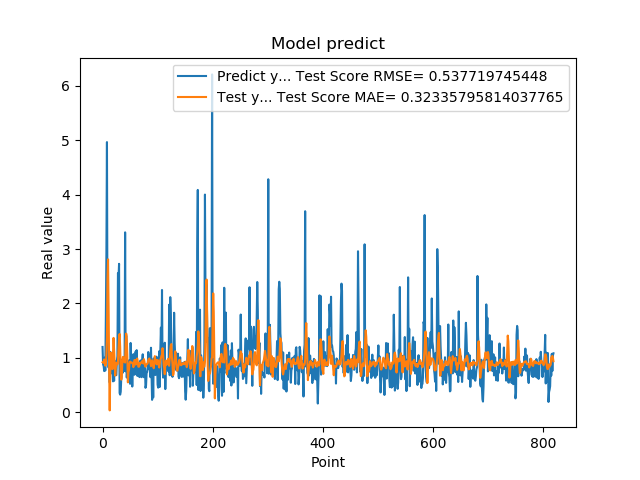 Model predict
Predict y... Test Score RMSE= 0.537719745448
Test y... Test Score MAE= 0.32335795814037765
6
5
4
3
2
1
0
Real value
0 200 400 600 800
Point